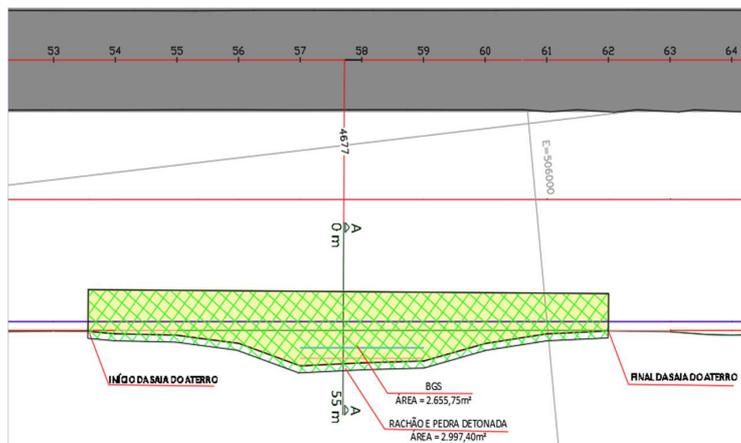 53 54 55 56 57 58 59 60 61 62 63 64
4677
E=506000
A
0 m
INÍCIO DA SAIA DO ATERRO
FINAL DA SAIA DO ATERRO
BGS
ÁREA = 2.655,75m²
A
55 m
RACHÃO E PEDRA DETONADA
ÁREA = 2.997,40m²